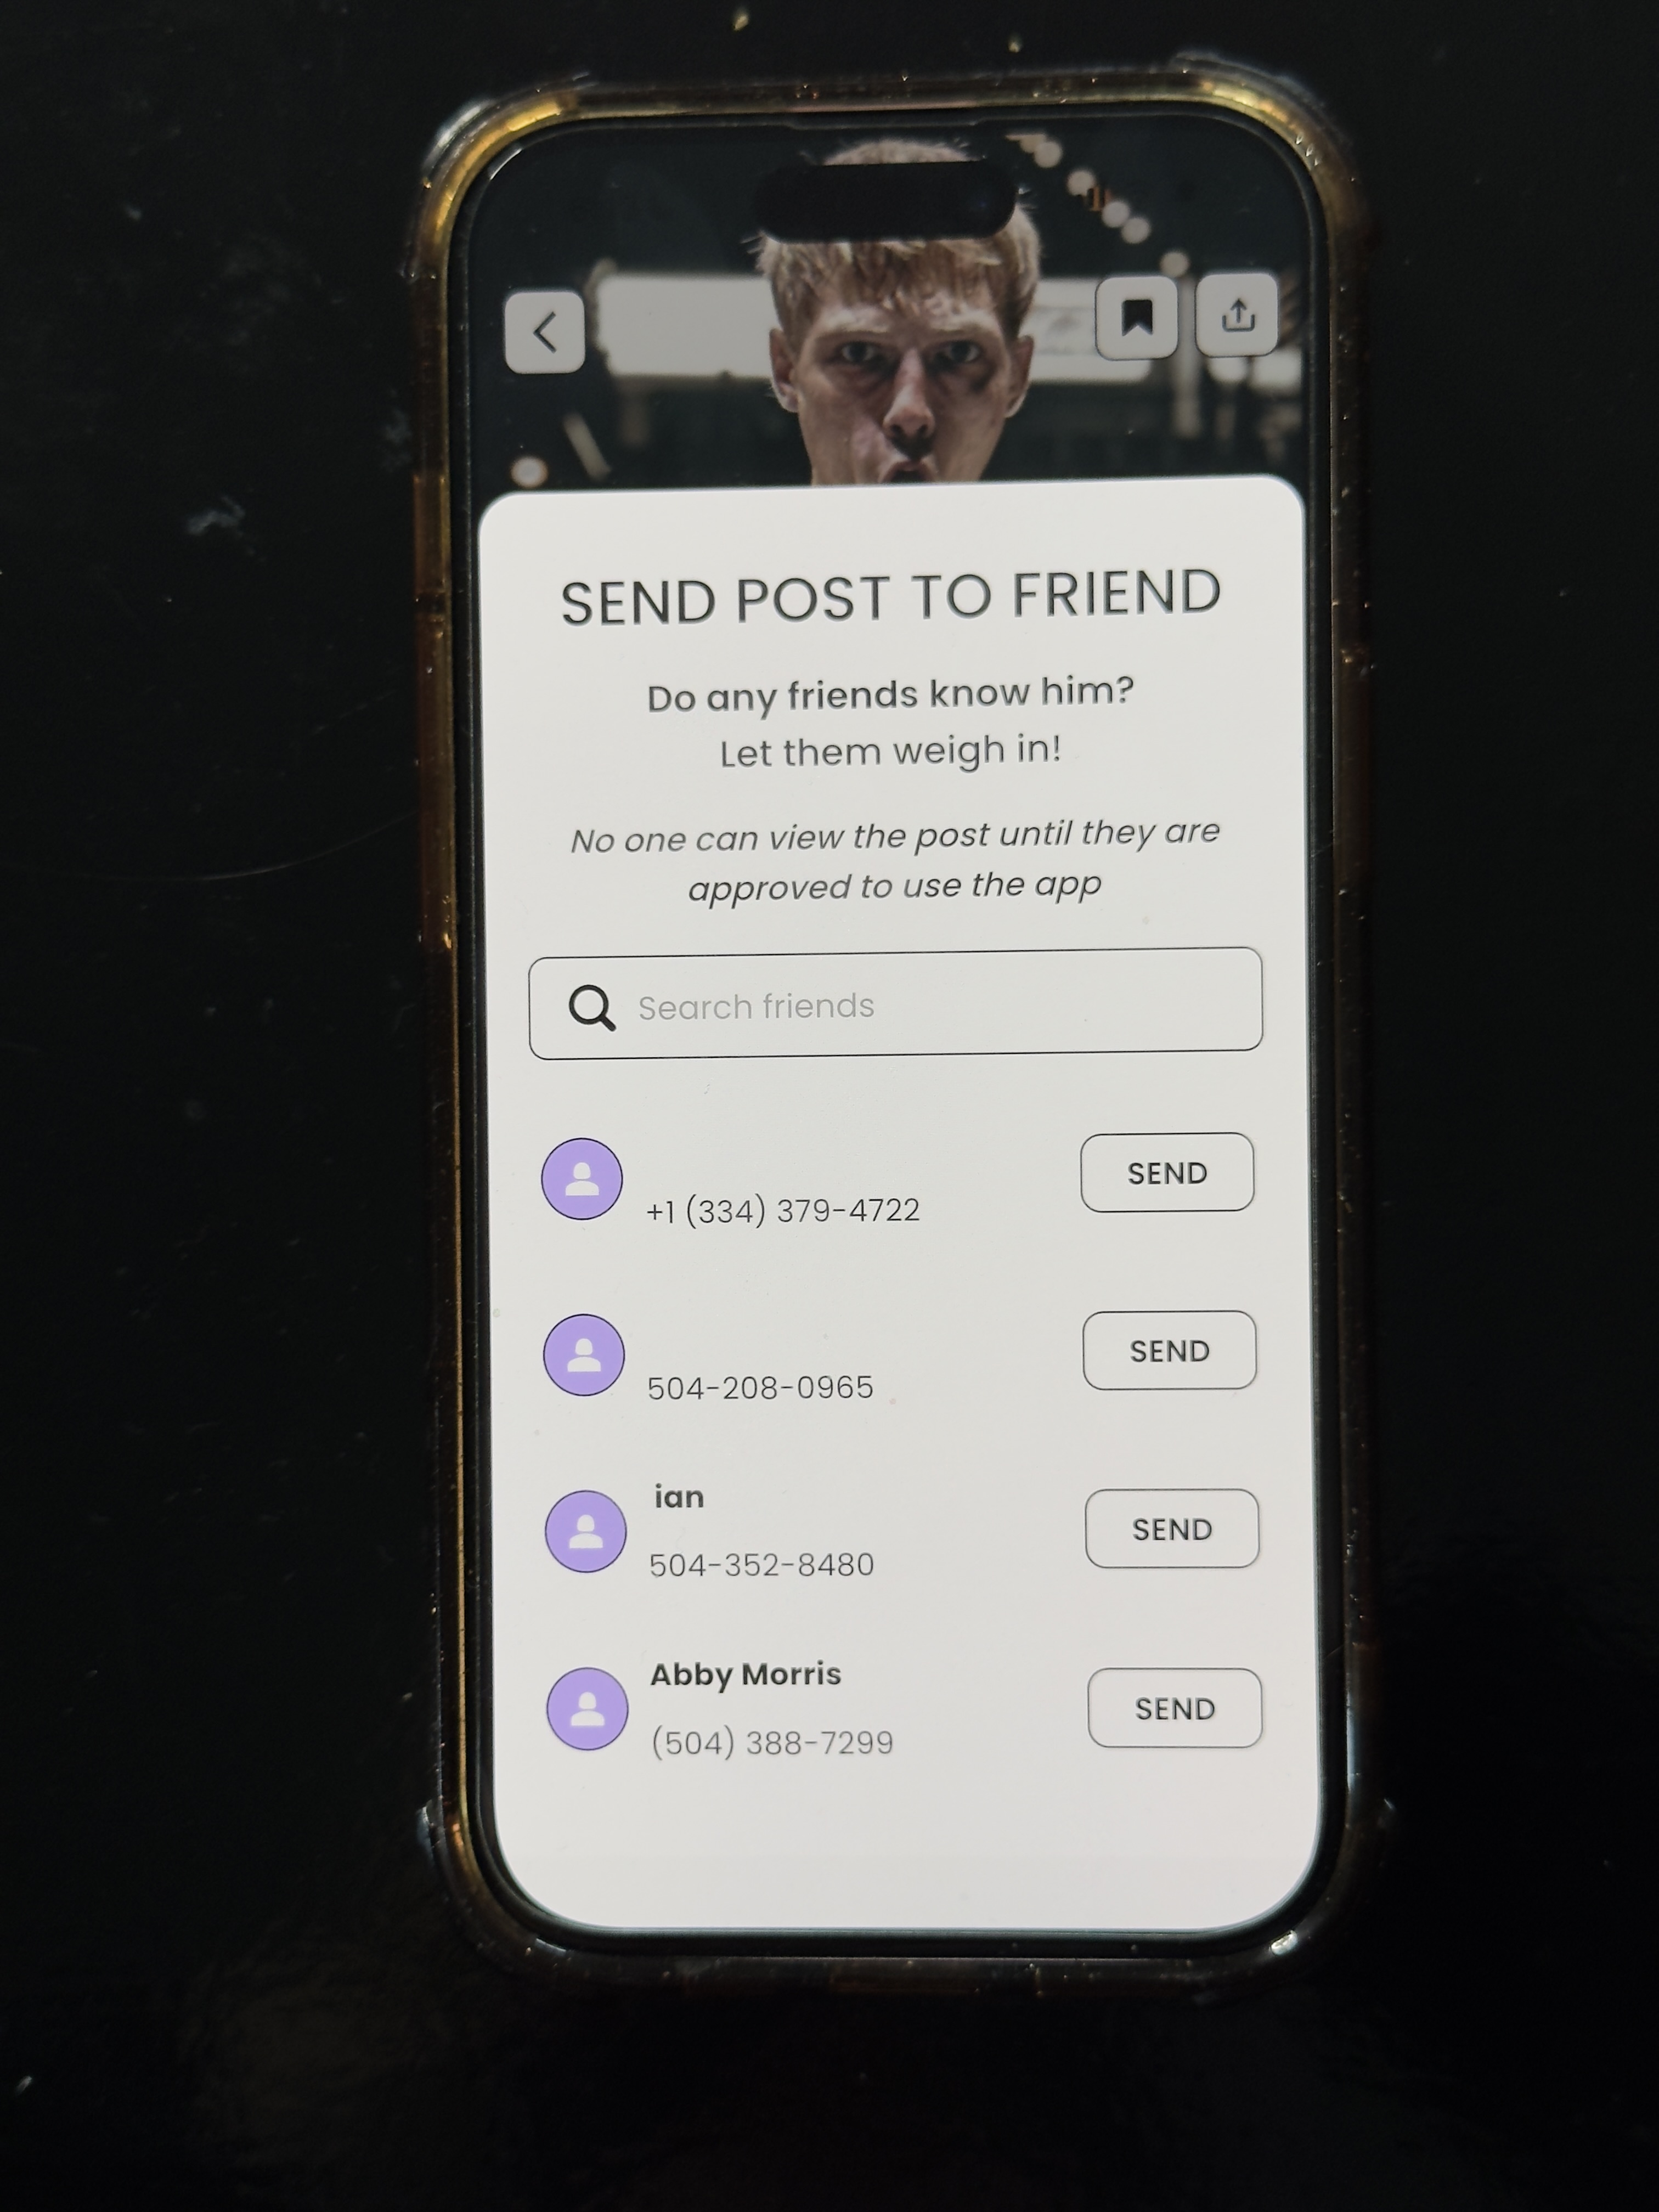 SEND POST TO FRIEND
Do any friends know him?
Let them weigh in!
No one can view the post until they are
approved to use the app
Search friends
+1 (334) 379-4722
SEND
504-208-0965
SEND
ian
504-352-8480
SEND
Abby Morris
(504) 388-7299
SEND